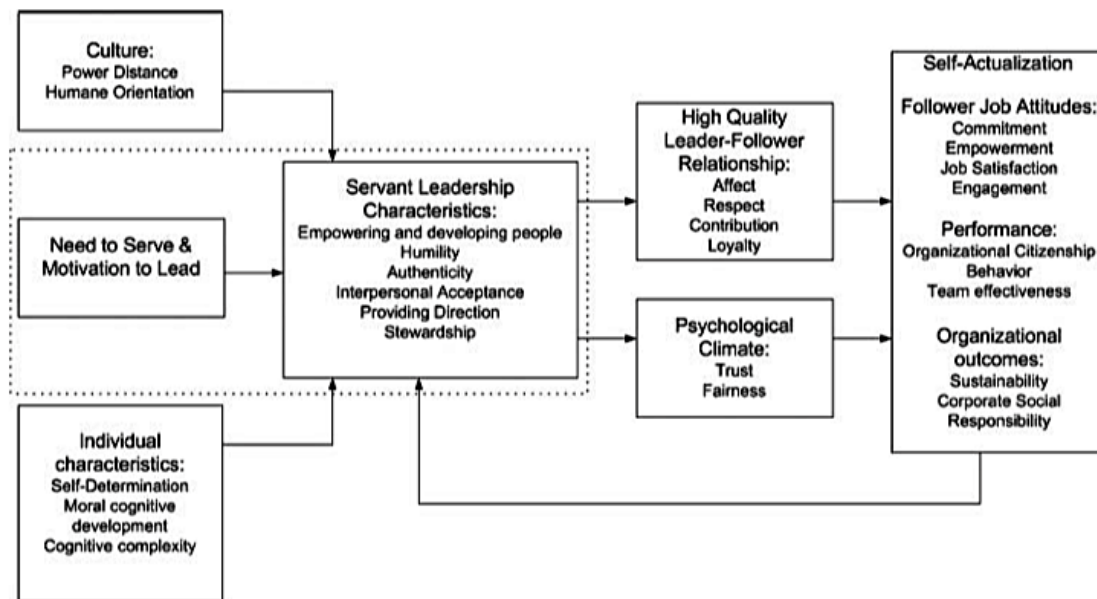 Culture:
Power Distance
Humane Orientation
Need to Serve &
Motivation to Lead
Individual
characteristics:
Self-Determination
Moral cognitive
development
Cognitive complexity
Servant Leadership
Characteristics:
Empowering and developing people
Humility
Authenticity
Interpersonal Acceptance
Providing Direction
Stewardship
High Quality
Leader-Follower
Relationship:
Affect
Respect
Contribution
Loyalty
Psychological
Climate:
Trust
Fairness
Self-Actualization
Follower Job Attitudes:
Commitment
Empowerment
Job Satisfaction
Engagement
Performance:
Organizational Citizenship
Behavior
Team effectiveness
Organizational
outcomes:
Sustainability
Corporate Social
Responsibility